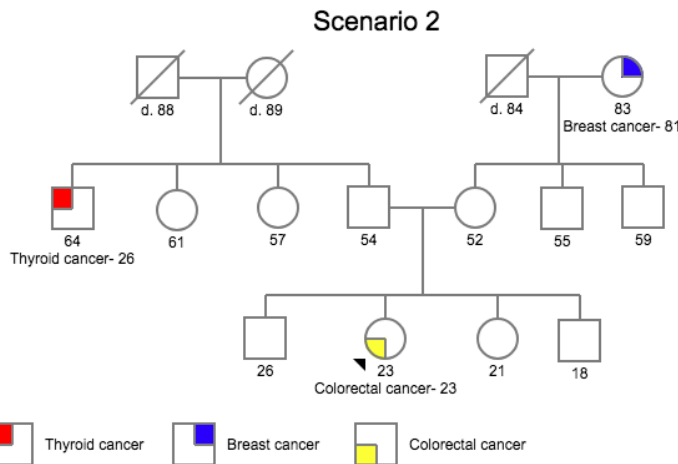 Scenario 2
d. 88
d. 89
d. 84
83
Breast cancer- 81
64
Thyroid cancer- 26
61
57
54
52
55
59
26
23
Colorectal cancer- 23
21
18
Thyroid cancer
Breast cancer
Colorectal cancer